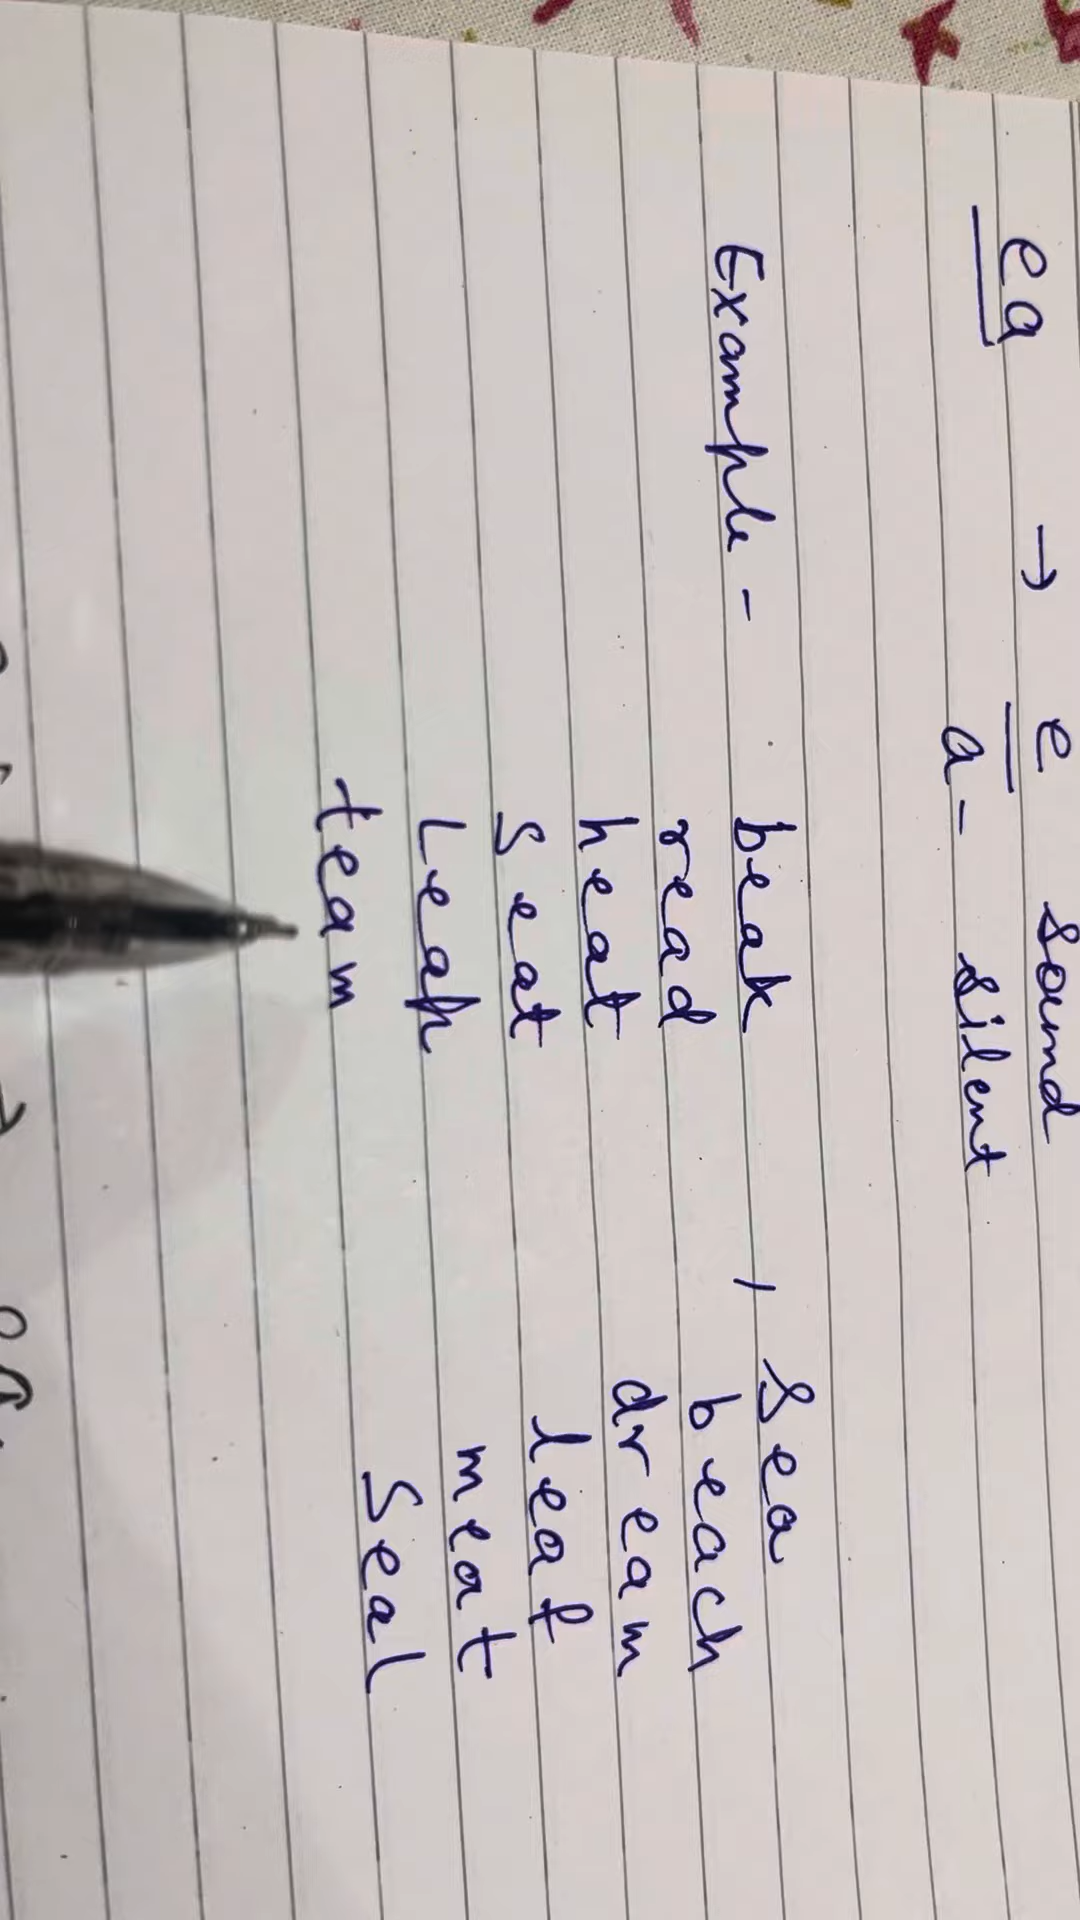 ea → e sound
a - silent
Example - beak , sea
read beach
heat dream
seat leaf
Leap meat
team Seal